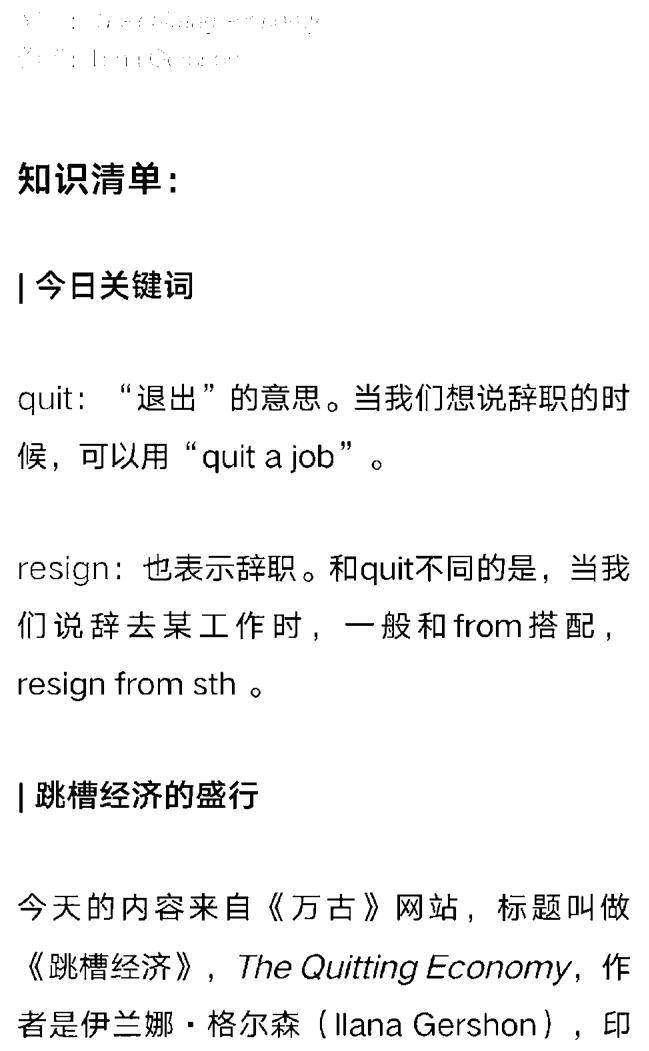 知识清单：
| 今日关键词
quit：“退出”的意思。当我们想说辞职的时
候，可以用“quit a job”。
resign：也表示辞职。和quit不同的是，当我
们说辞去某工作时，一般和from搭配，
resign from sth 。
| 跳槽经济的盛行
今天的内容来自《万古》网站，标题叫做
《跳槽经济》，The Quitting Economy，作
者是伊兰娜·格尔森（Ilana Gershon），印